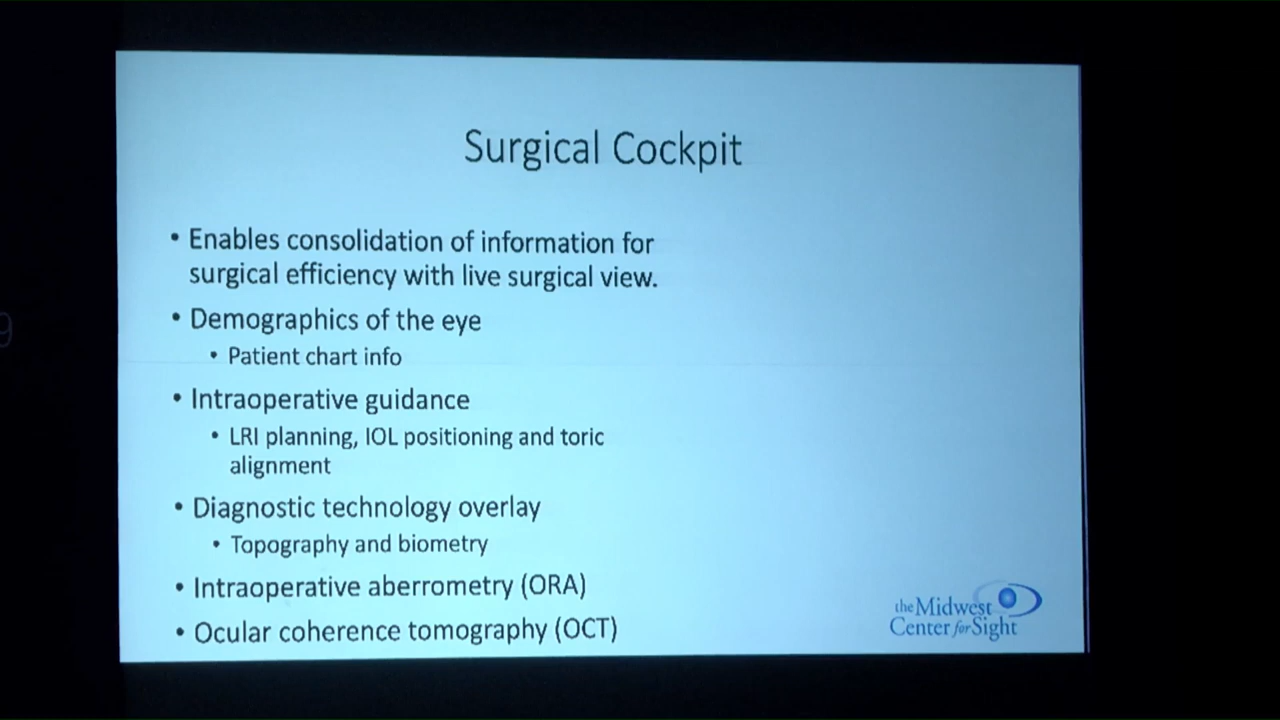 Surgical Cockpit
• Enables consolidation of information for
surgical efficiency with live surgical view.
• Demographics of the eye
• Patient chart info
• Intraoperative guidance
• LRI planning, IOL positioning and toric
alignment
• Diagnostic technology overlay
• Topography and biometry
• Intraoperative aberrometry (ORA)
• Ocular coherence tomography (OCT)
the Midwest
Center for Sight
9